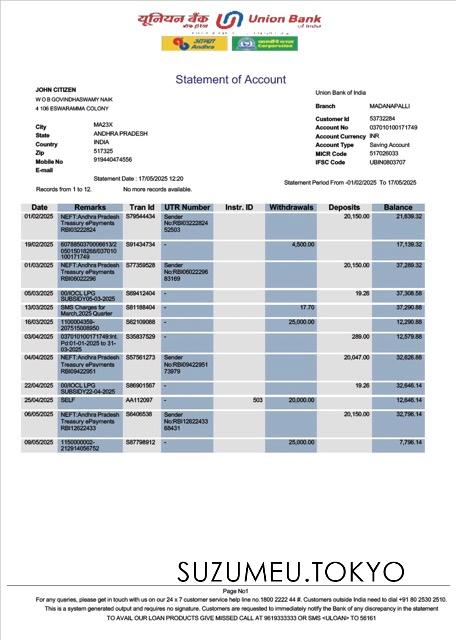 यूनियन बैंक Union Bank
ऑफ़ इंडिया of India
आन्ध्रा Andhra
Corporation
Statement of Account
JOHN CITIZEN
W O B GOVINDHASWAMY NAIK
4 106 ESWARAMMA COLONY
City MA23X
State ANDHRA PRADESH
Country INDIA
Zip 517325
Mobile No 919440474556
E-mail
Union Bank of India
Branch MADANAPALLI
Customer Id 53732284
Account No 037010100171749
Account Currency INR
Account Type Saving Account
MICR Code 517026033
IFSC Code UBIN0803707
Statement Date : 17/05/2025 12:20
Statement Period From -01/02/2025 To 17/05/2025
Records from 1 to 12. No more records available.
Date Remarks Tran Id UTR Number Instr. ID Withdrawals Deposits Balance
01/02/2025 NEFT:Andhra Pradesh Treasury ePayments RBI03222824 S79544434 Sender No:RBI03222824 52503 20,150.00 21,639.32
19/02/2025 6078850370006613/2 05015018268/037010 100171749 S91434734 - 4,500.00 17,139.32
01/03/2025 NEFT:Andhra Pradesh Treasury ePayments RBI06022296 S77359528 Sender No:RBI06022296 83169 20,150.00 37,289.32
05/03/2025 00/IOCL LPG SUBSIDY05-03-2025 S69412404 - 19.26 37,308.58
13/03/2025 SMS Charges for March,2025 Quarter S81188404 - 17.70 37,290.88
16/03/2025 1100004359- 207515008950 S62109088 - 25,000.00 12,290.88
03/04/2025 037010100171749:Int. Pd:01-01-2025 to 31- 03-2025 S35837529 - 289.00 12,579.88
04/04/2025 NEFT:Andhra Pradesh Treasury ePayments RBI09422951 S57561273 Sender No:RBI09422951 73979 20,047.00 32,626.88
22/04/2025 00/IOCL LPG SUBSIDY22-04-2025 S86901567 - 19.26 32,646.14
25/04/2025 SELF AA112097 - 503 20,000.00 12,646.14
06/05/2025 NEFT:Andhra Pradesh Treasury ePayments RBI12622433 S6406538 Sender No:RBI12622433 68431 20,150.00 32,796.14
09/05/2025 1150000002- 212914056752 S87798912 - 25,000.00 7,796.14
SUZUMEU.TOKYO
Page No1
For any queries, please get in touch with us on our 24 x 7 customer service help line no.1800 2222 44 #. Customers outside India need to dial +91 80 2530 2510.
This is a system generated output and requires no signature. Customers are requested to immediately notify the Bank of any discrepancy in the statement
TO AVAIL OUR LOAN PRODUCTS GIVE MISSED CALL AT 9619333333 OR SMS <ULOAN> TO 56161